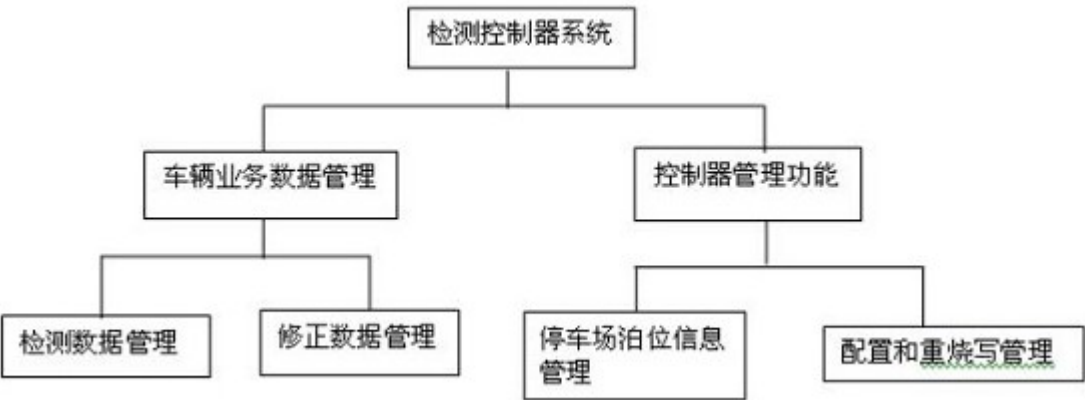 检测控制器系统
车辆业务数据管理
控制器管理功能
检测数据管理
修正数据管理
停车场泊位信息
管理
配置和重烧写管理